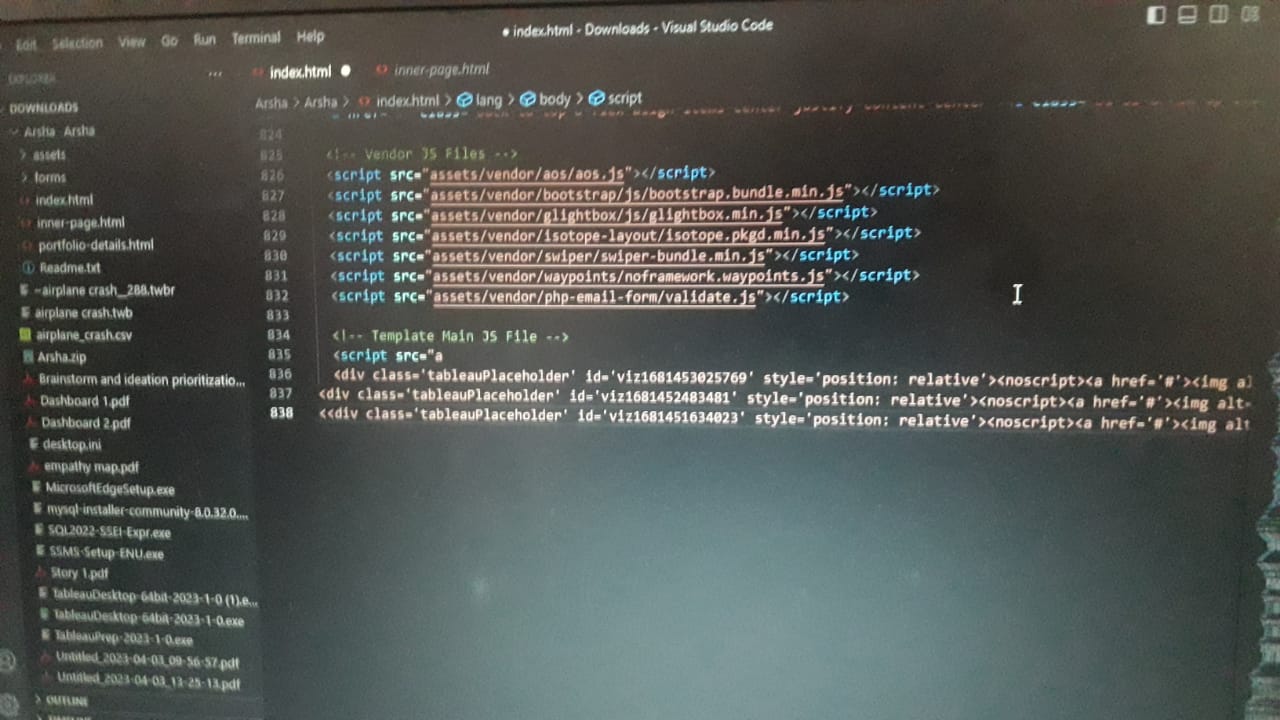 Edit Selection View Go Run Terminal Help
● index.html - Downloads - Visual Studio Code
EXPLORER
...
index.html ●
inner-page.html
DOWNLOADS
Arsha > Arsha > index.html > lang > body > script
Arsha Arsha
assets
forms
index.html
inner-page.html
portfolio-details.html
Readme.txt
~airplane crash__288.twbr
airplane crash.twb
airplane_crash.csv
Arsha.zip
Brainstorm and ideation prioritizatio...
Dashboard 1.pdf
Dashboard 2.pdf
desktop.ini
empathy map.pdf
MicrosoftEdgeSetup.exe
mysql-installer-community-8.0.32.0....
SQL2022-SSEI-Expr.exe
SSMS-Setup-ENU.exe
Story 1.pdf
TableauDesktop-64bit-2023-1-0 (1).e...
TableauDesktop-64bit-2023-1-0.exe
TableauPrep-2023-1-0.exe
Untitled_2023-04-03_09-56-57.pdf
Untitled_2023-04-03_13-25-13.pdf
OUTLINE
824
825 <!-- Vendor JS Files -->
826 <script src="assets/vendor/aos/aos.js"></script>
827 <script src="assets/vendor/bootstrap/js/bootstrap.bundle.min.js"></script>
828 <script src="assets/vendor/glightbox/js/glightbox.min.js"></script>
829 <script src="assets/vendor/isotope-layout/isotope.pkgd.min.js"></script>
830 <script src="assets/vendor/swiper/swiper-bundle.min.js"></script>
831 <script src="assets/vendor/waypoints/noframework.waypoints.js"></script>
832 <script src="assets/vendor/php-email-form/validate.js"></script>
833
834 <!-- Template Main JS File -->
835 <script src="a
836 <div class='tableauPlaceholder' id='viz1681453025769' style='position: relative'><noscript><a href='#'><img al
837 <div class='tableauPlaceholder' id='viz1681452483481' style='position: relative'><noscript><a href='#'><img alt=
838 <<div class='tableauPlaceholder' id='viz1681451634023' style='position: relative'><noscript><a href='#'><img alt